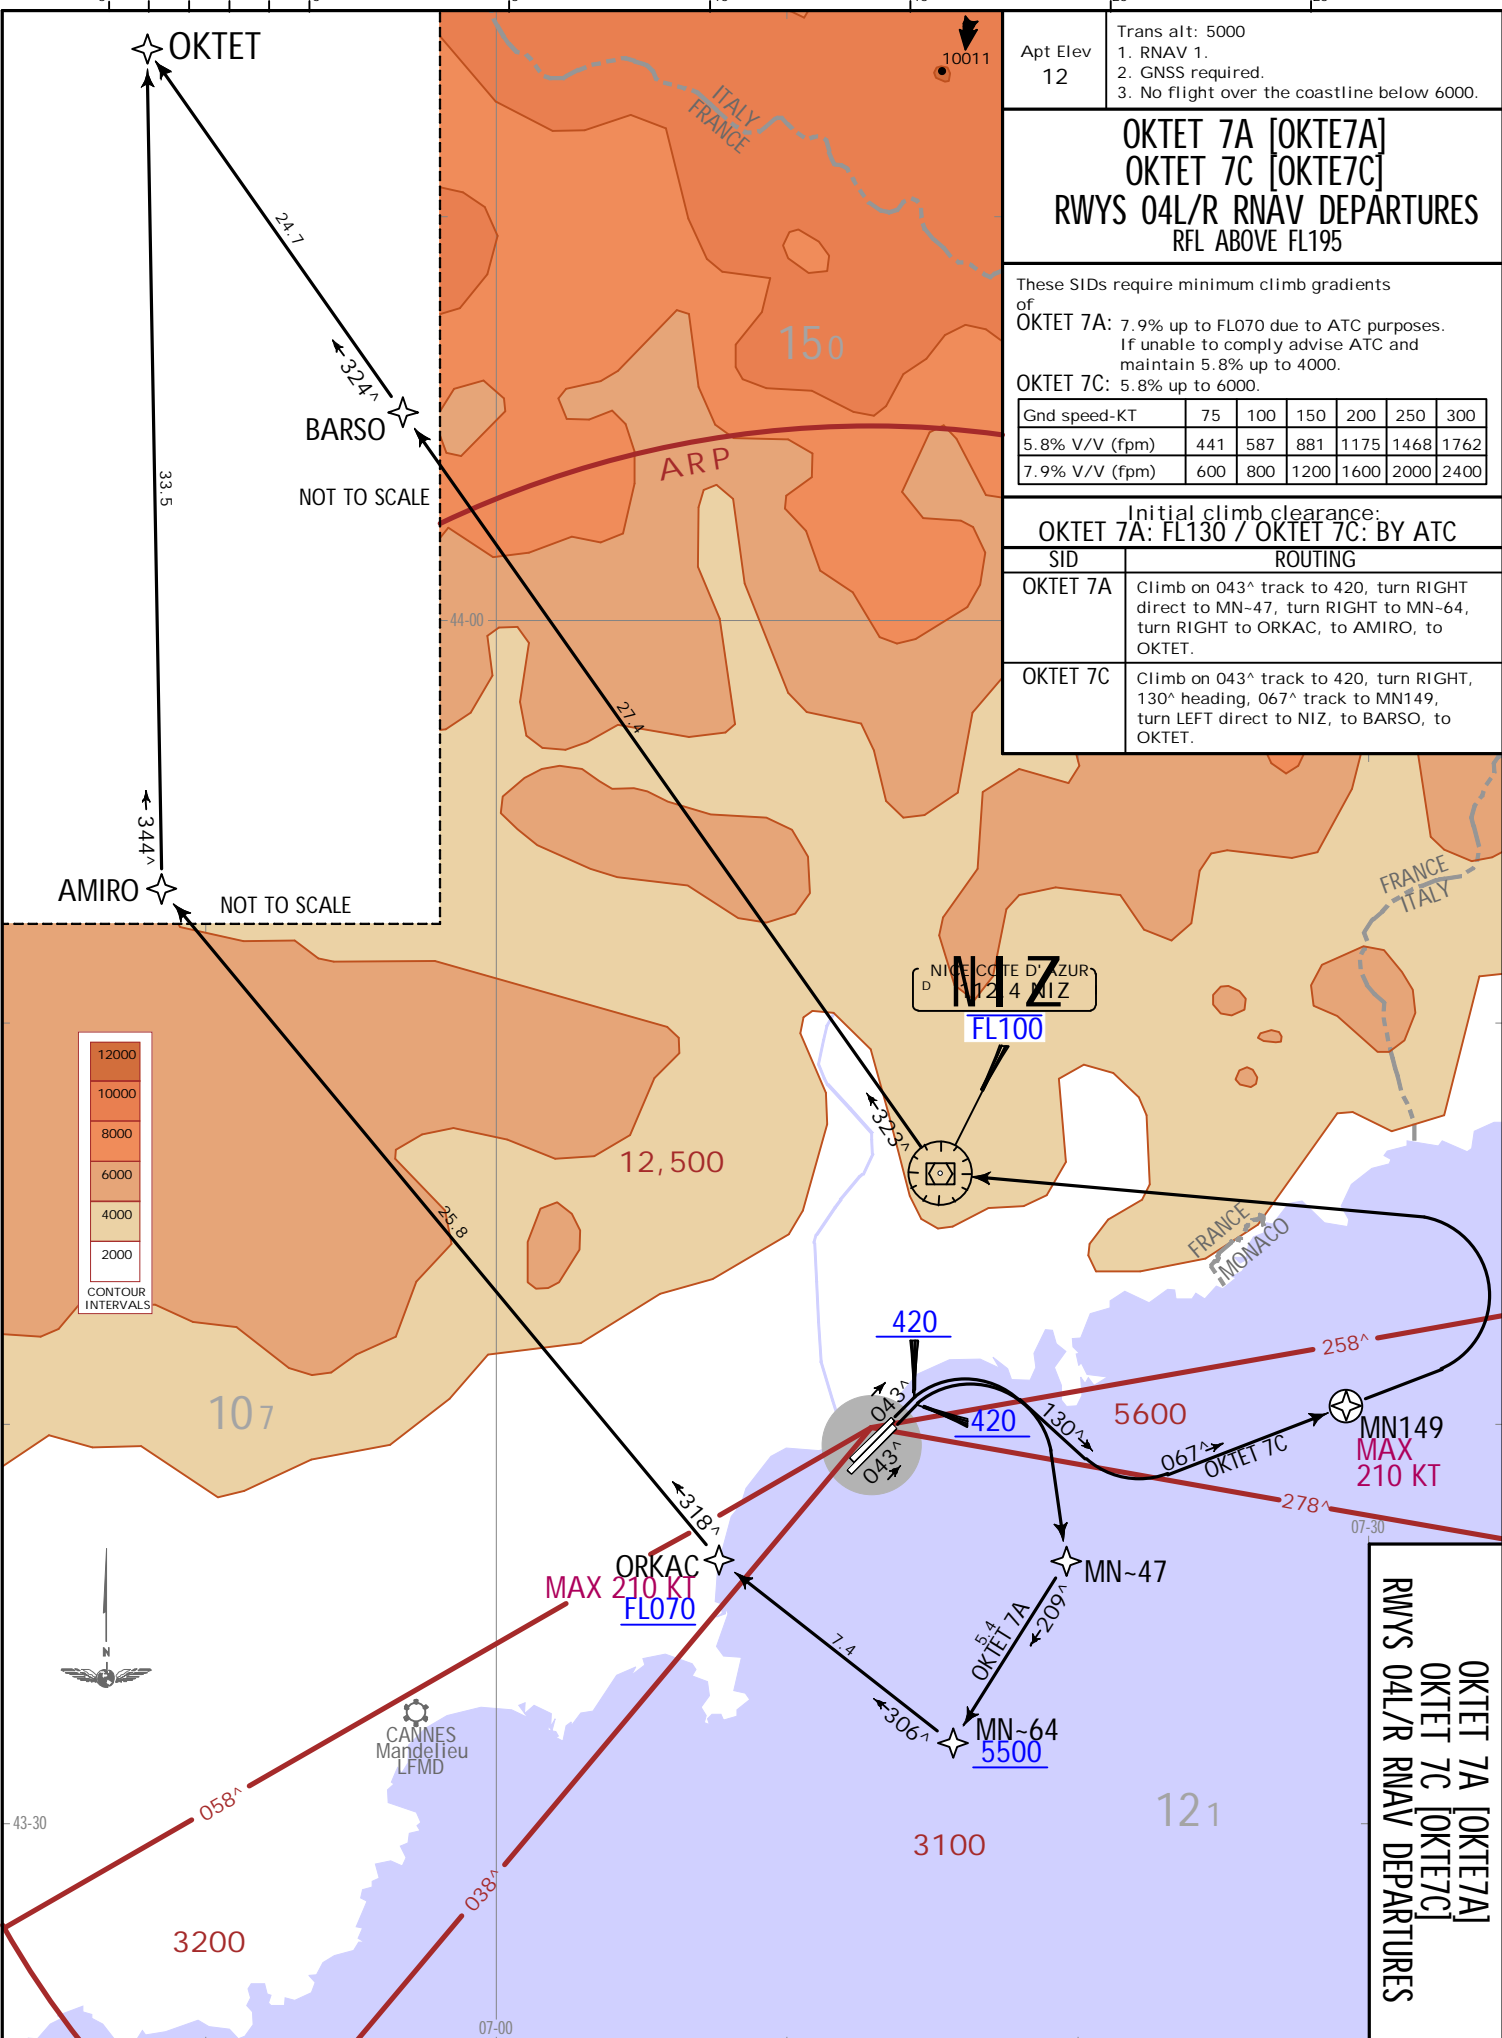 OKTET
10011
ITALY
FRANCE
Apt Elev
12
Trans alt: 5000
1. RNAV 1.
2. GNSS required.
3. No flight over the coastline below 6000.
OKTET 7A [OKTE7A]
OKTET 7C [OKTE7C]
RWYS 04L/R RNAV DEPARTURES
RFL ABOVE FL195
These SIDs require minimum climb gradients
of
OKTET 7A: 7.9% up to FL070 due to ATC purposes.
If unable to comply advise ATC and
maintain 5.8% up to 4000.
OKTET 7C: 5.8% up to 6000.
Gnd speed-KT 75 100 150 200 250 300
5.8% V/V (fpm) 441 587 881 1175 1468 1762
7.9% V/V (fpm) 600 800 1200 1600 2000 2400
Initial climb clearance:
OKTET 7A: FL130 / OKTET 7C: BY ATC
SID ROUTING
OKTET 7A Climb on 043^ track to 420, turn RIGHT
direct to MN~47, turn RIGHT to MN~64,
turn RIGHT to ORKAC, to AMIRO, to
OKTET.
OKTET 7C Climb on 043^ track to 420, turn RIGHT,
130^ heading, 067^ track to MN149,
turn LEFT direct to NIZ, to BARSO, to
OKTET.
24.7
324^
BARSO
NOT TO SCALE
33.5
150
ARP
44-00
27.4
344^
AMIRO
NOT TO SCALE
FRANCE
ITALY
NICE COTE D'AZUR
D 112.4 NIZ
NIZ
FL100
12000
10000
8000
6000
4000
2000
CONTOUR
INTERVALS
323^
12,500
25.8
FRANCE
MONACO
420
258^
107
043^
420
130^
5600
MN149
MAX
210 KT
043^
067^
OKTET 7C
278^
07-30
318^
ORKAC
MAX 210 KT
FL070
MN~47
209^
5.4
OKTET 7A
7.4
306^
MN~64
5500
N
CANNES
Mandelieu
LFMD
058^
43-30
121
3100
038^
3200
07-00
OKTET 7A [OKTE7A]
OKTET 7C [OKTE7C]
RWYS 04L/R RNAV DEPARTURES